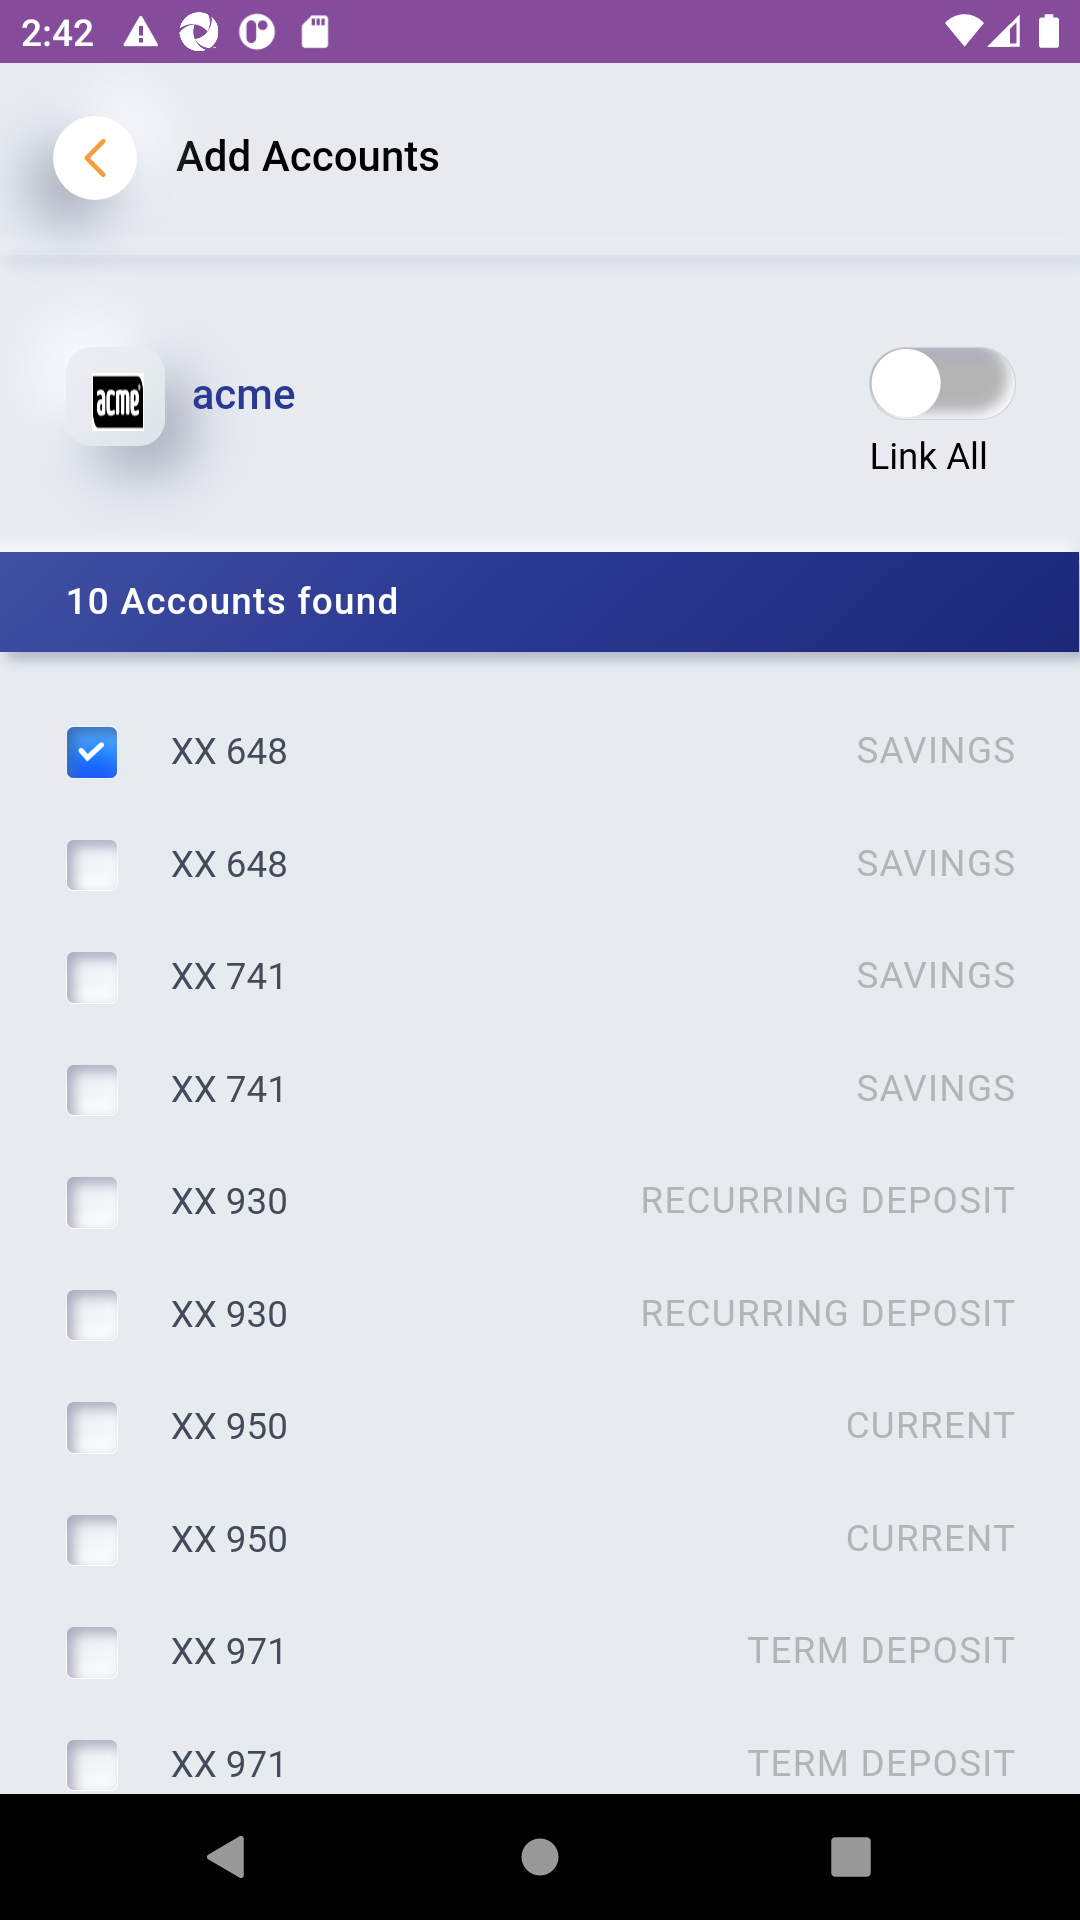 2:42
Add Accounts
acme
acme
Link All
10 Accounts found
XX 648 SAVINGS
XX 648 SAVINGS
XX 741 SAVINGS
XX 741 SAVINGS
XX 930 RECURRING DEPOSIT
XX 930 RECURRING DEPOSIT
XX 950 CURRENT
XX 950 CURRENT
XX 971 TERM DEPOSIT
XX 971 TERM DEPOSIT